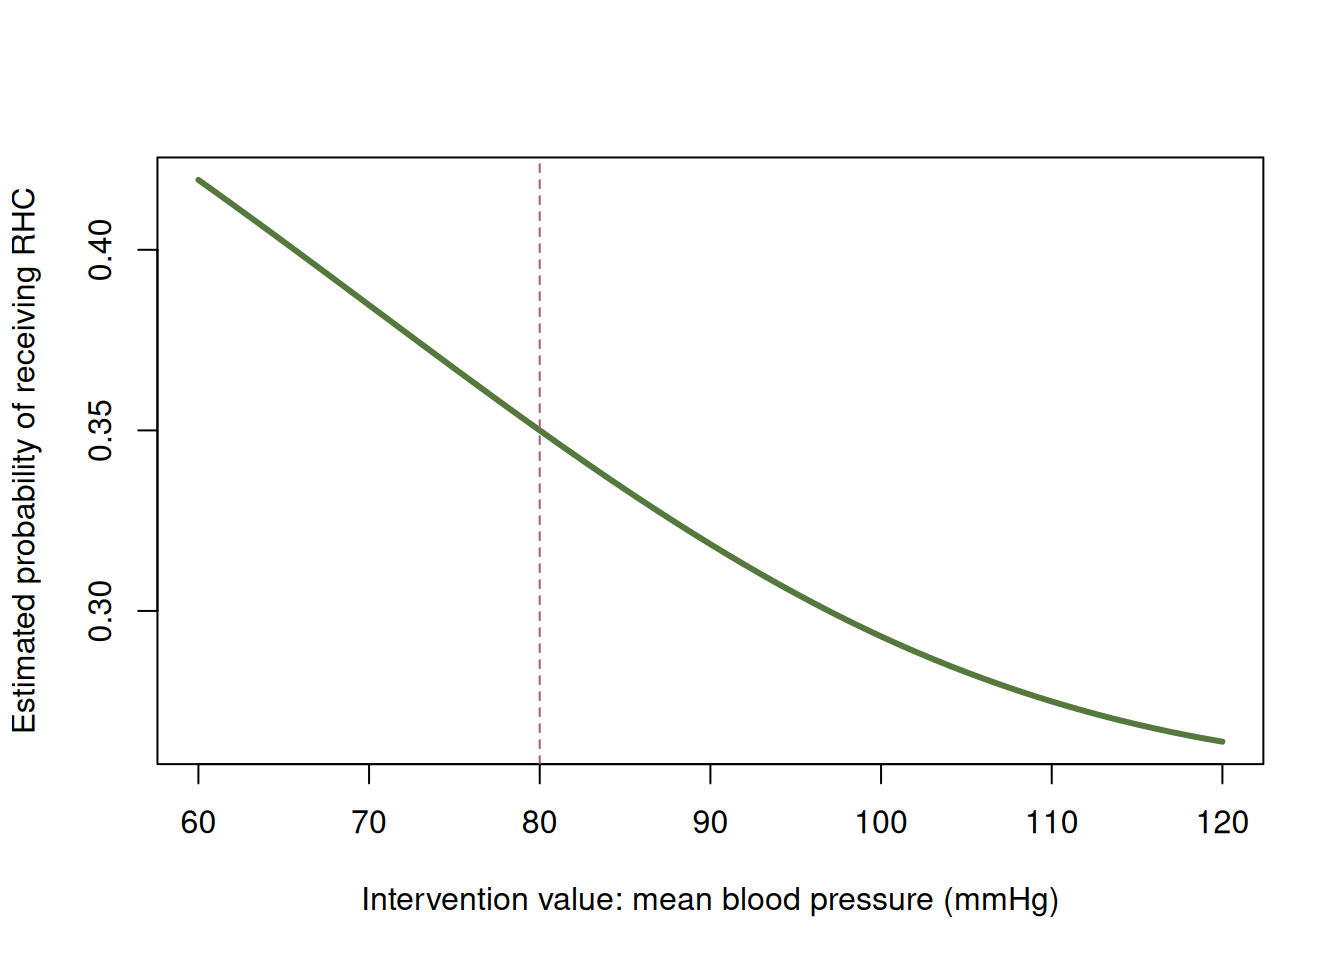 Estimated probability of receiving RHC
0.40
0.35
0.30
60 70 80 90 100 110 120
Intervention value: mean blood pressure (mmHg)